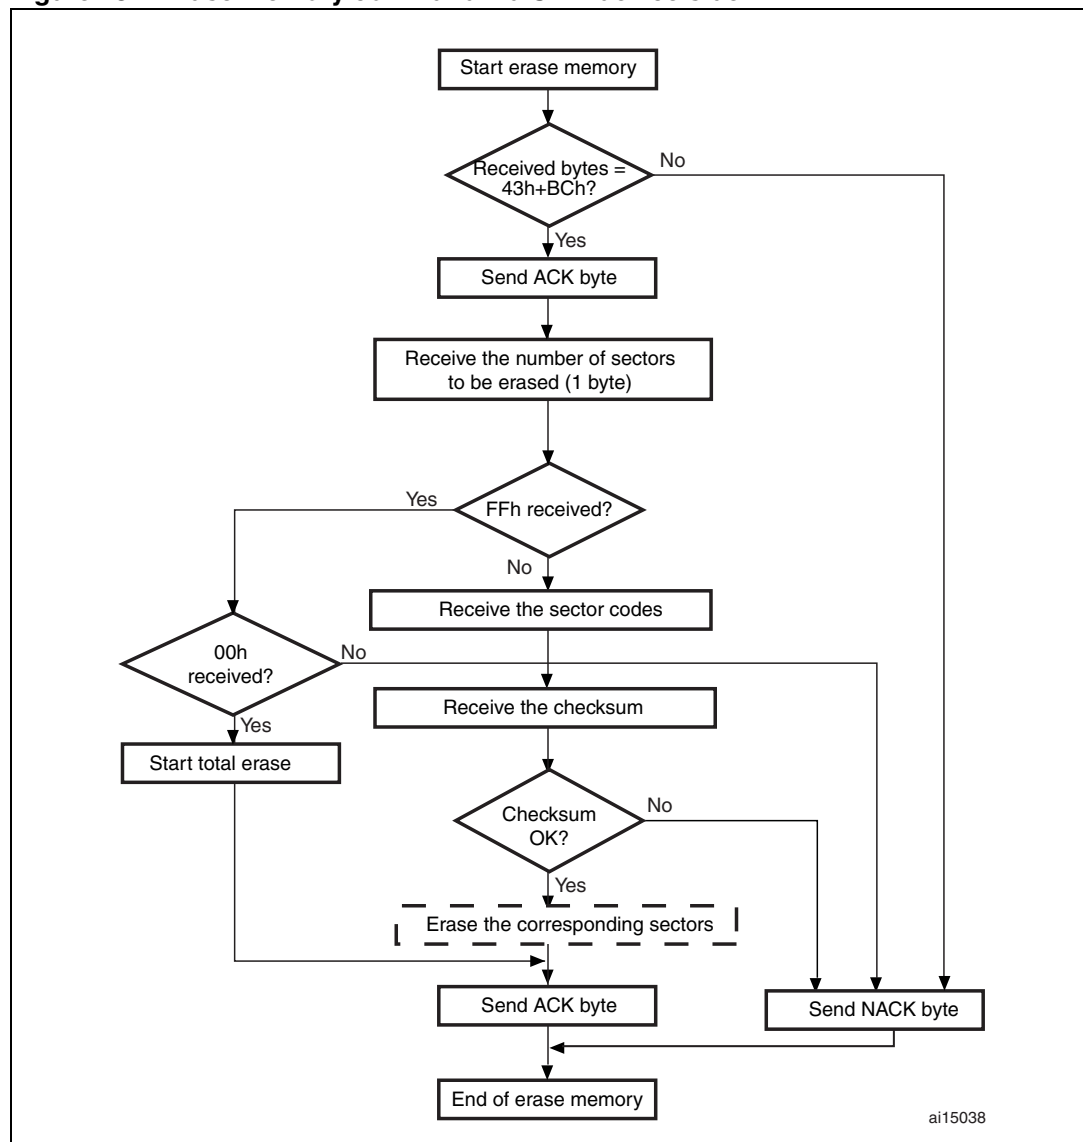 Start erase memory
Received bytes =
43h+BCh?
No
Yes
Send ACK byte
Receive the number of sectors
to be erased (1 byte)
Yes
FFh received?
No
Receive the sector codes
00h
received?
No
Receive the checksum
Yes
Start total erase
Checksum
OK?
No
Yes
Erase the corresponding sectors
Send ACK byte
Send NACK byte
End of erase memory
ai15038